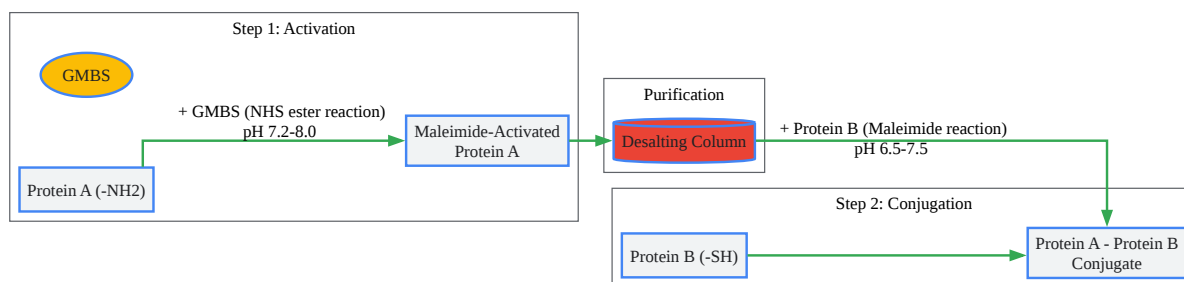 Step 1: Activation
GMBS
+ GMBS (NHS ester reaction)
pH 7.2-8.0
Protein A (-NH2)
Maleimide-Activated
Protein A
Purification
Desalting Column
+ Protein B (Maleimide reaction)
pH 6.5-7.5
Step 2: Conjugation
Protein B (-SH)
Protein A - Protein B
Conjugate